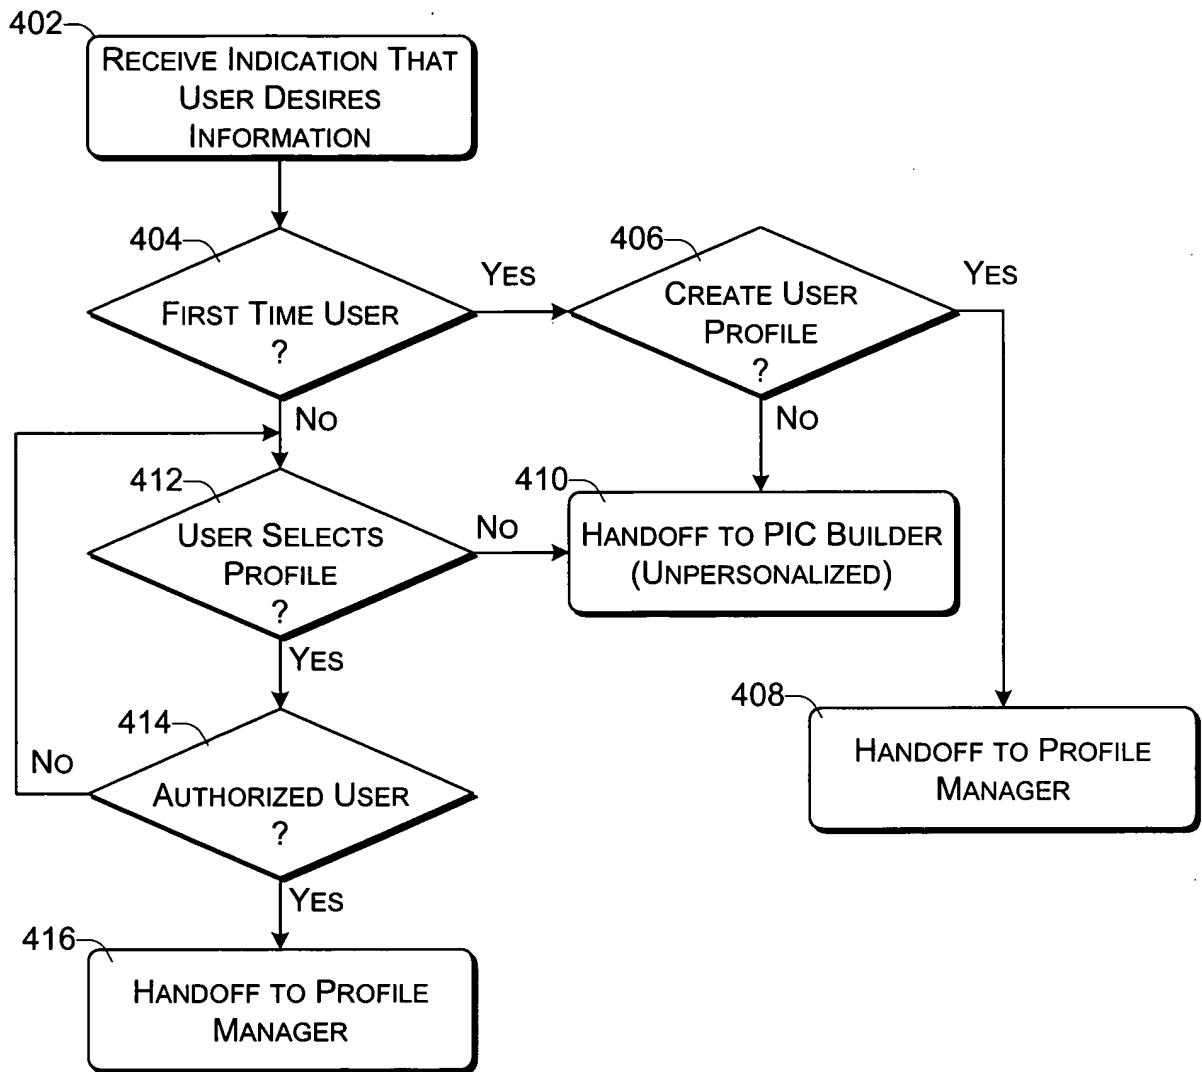 402
RECEIVE INDICATION THAT
USER DESIRES
INFORMATION
404
FIRST TIME USER
?
YES
406
CREATE USER
PROFILE
?
YES
NO
NO
412
USER SELECTS
PROFILE
?
NO
410
HANDOFF TO PIC BUILDER
(UNPERSONALIZED)
YES
408
HANDOFF TO PROFILE
MANAGER
414
AUTHORIZED USER
?
NO
YES
416
HANDOFF TO PROFILE
MANAGER